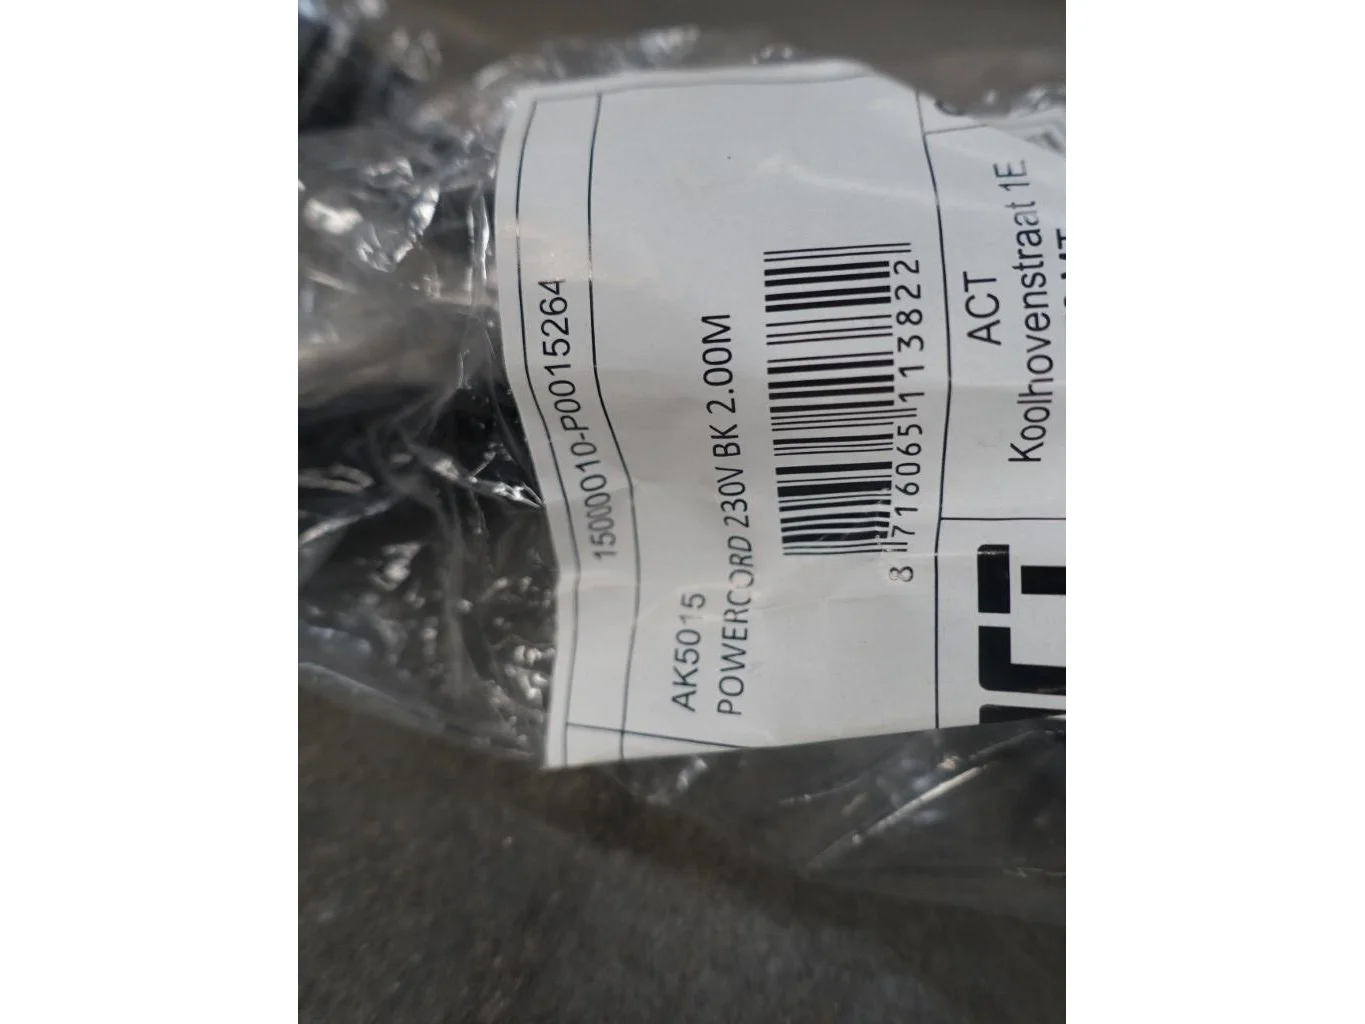 15000010-P0015264
AK5015
POWERCORD 230V BK 2.00M
8 716065 113822
ACT
Koolhovenstraat 1E